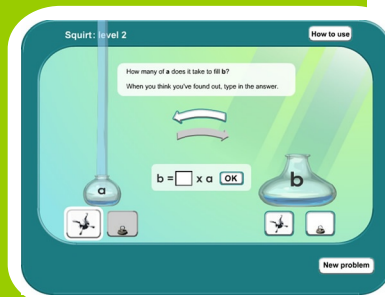 Squirt: level 2
How to use
How many of a does it take to fill b?
When you think you've found out, type in the answer.
a
b
b = x a OK
New problem